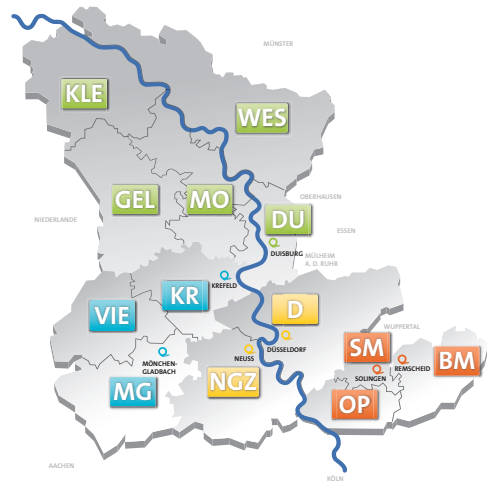 MÜNSTER
KLE
WES
GEL
MO
OBERHAUSEN
NIEDERLANDE
DU
ESSEN
DUISBURG
MÜLHEIM
A. D. RUHR
KREFELD
KR
VIE
D
WUPPERTAL
DÜSSELDORF
NEUSS
SM
BM
REMSCHEID
SOLINGEN
MÖNCHEN-
GLADBACH
MG
NGZ
OP
AACHEN
KÖLN